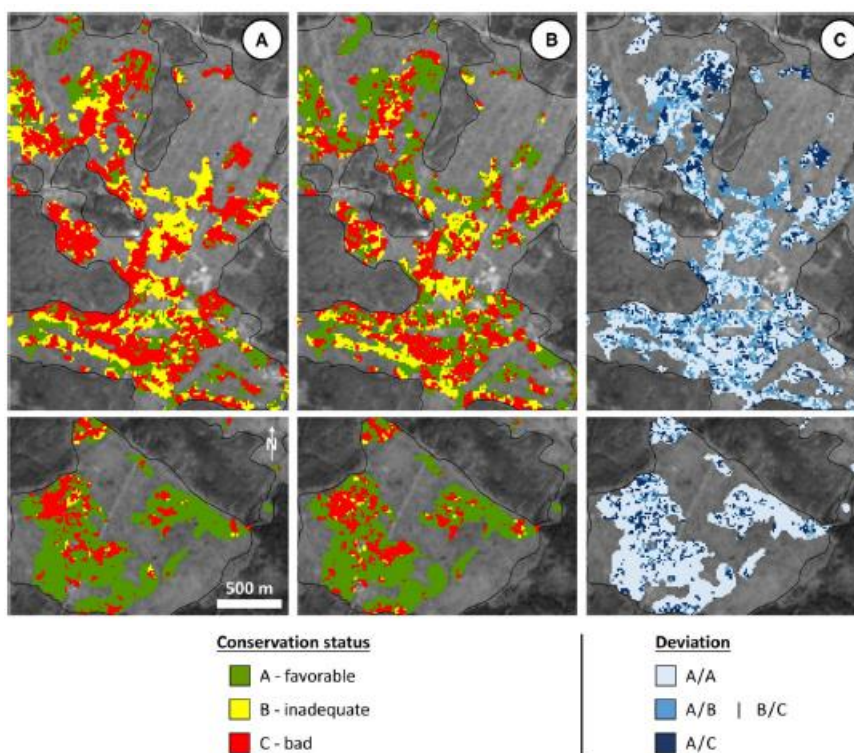 A
B
C
N
500 m
Conservation status
A - favorable
B - inadequate
C - bad
Deviation
A/A
A/B | B/C
A/C